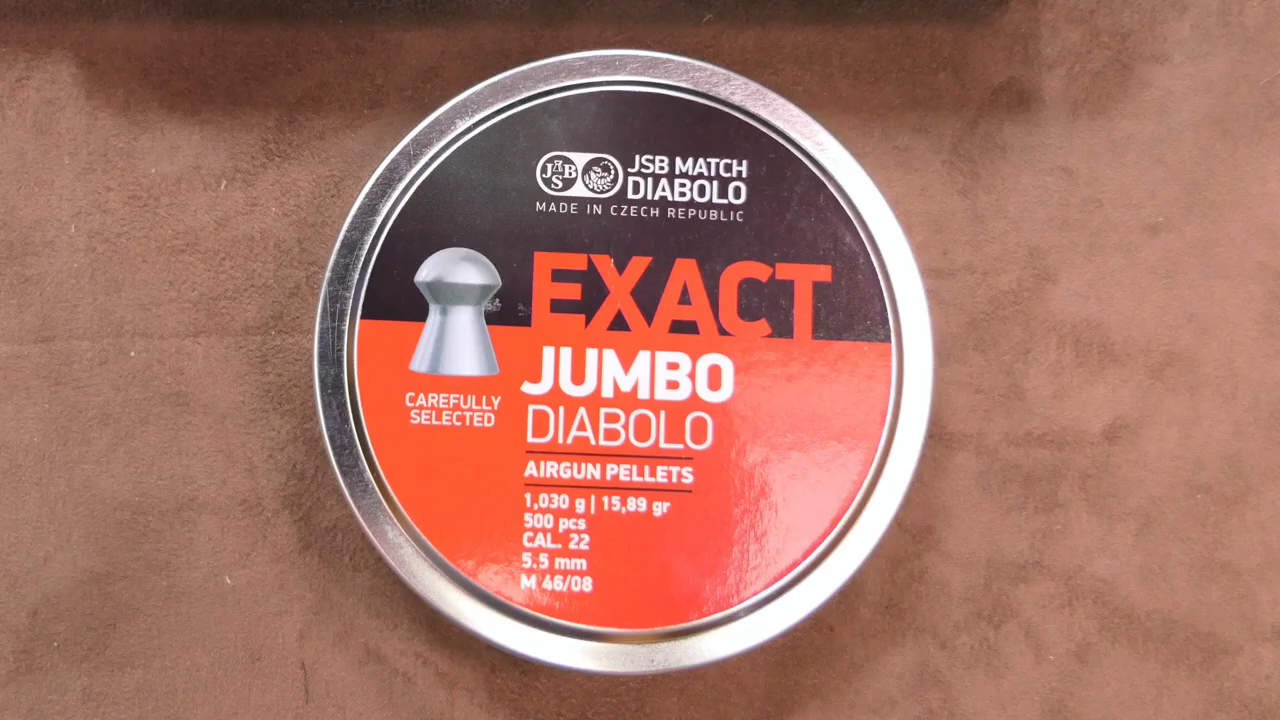 JSB
JSB MATCH
DIABOLO
MADE IN CZECH REPUBLIC
EXACT
JUMBO
DIABOLO
CAREFULLY
SELECTED
AIRGUN PELLETS
1,030 g | 15,89 gr
500 pcs
CAL. 22
5.5 mm
M 46/08